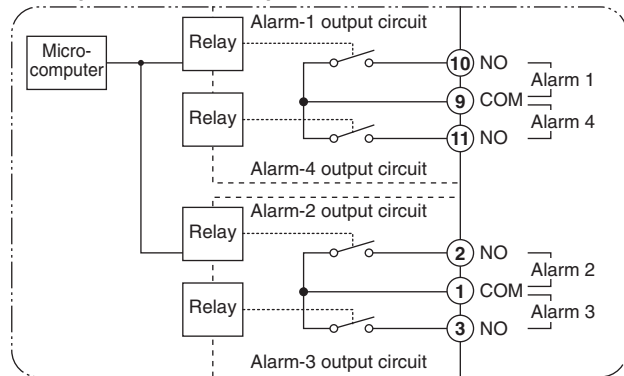 Alarm-1 output circuit
Relay
Micro-
computer
10 NO
Alarm 1
9 COM
Relay
Alarm 4
11 NO
Alarm-4 output circuit
Alarm-2 output circuit
Relay
2 NO
Alarm 2
1 COM
Relay
Alarm 3
3 NO
Alarm-3 output circuit